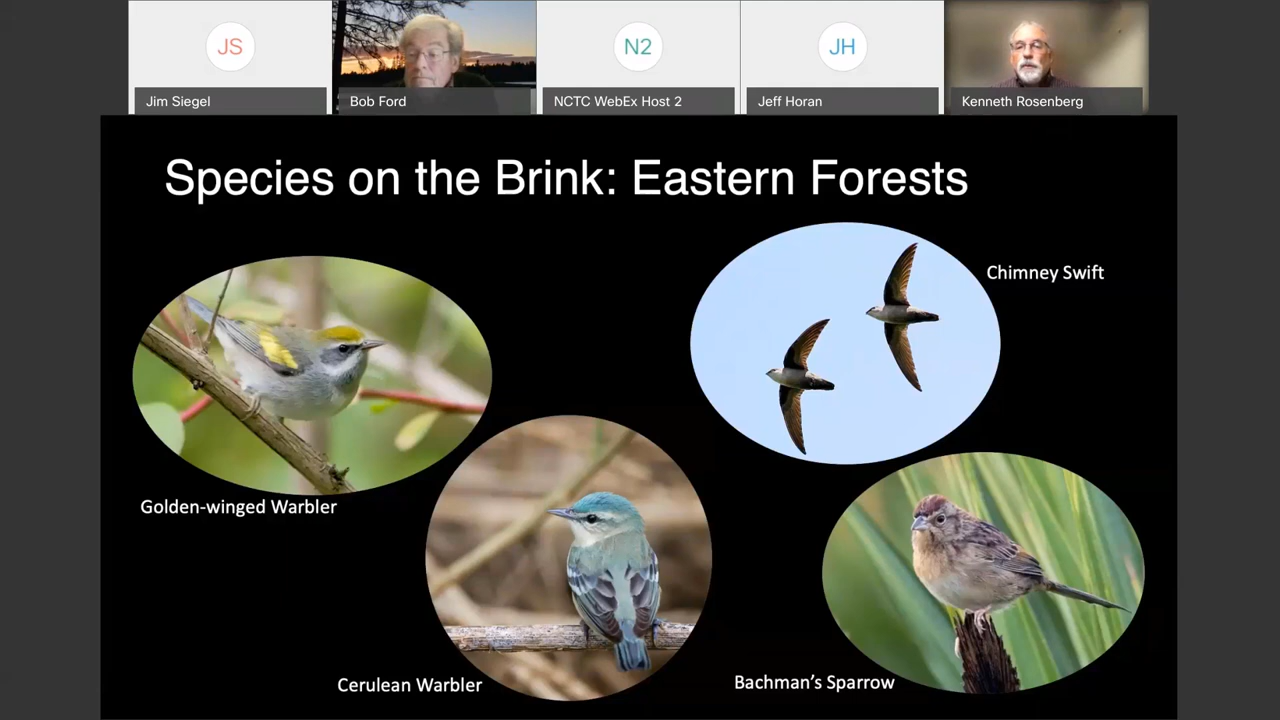 JS
N2
JH
Jim Siegel
Bob Ford
NCTC WebEx Host 2
Jeff Horan
Kenneth Rosenberg
Species on the Brink: Eastern Forests
Chimney Swift
Golden-winged Warbler
Cerulean Warbler
Bachman's Sparrow